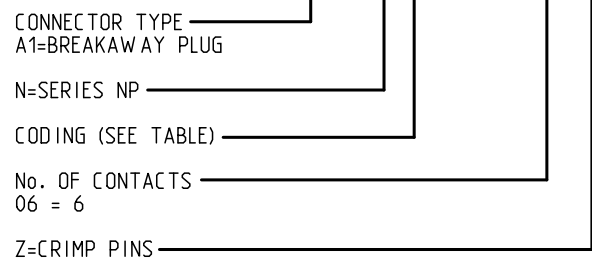 CONNECTOR TYPE
A1=BREAKAWAY PLUG
N=SERIES NP
CODING (SEE TABLE)
No. OF CONTACTS
06 = 6
Z=CRIMP PINS